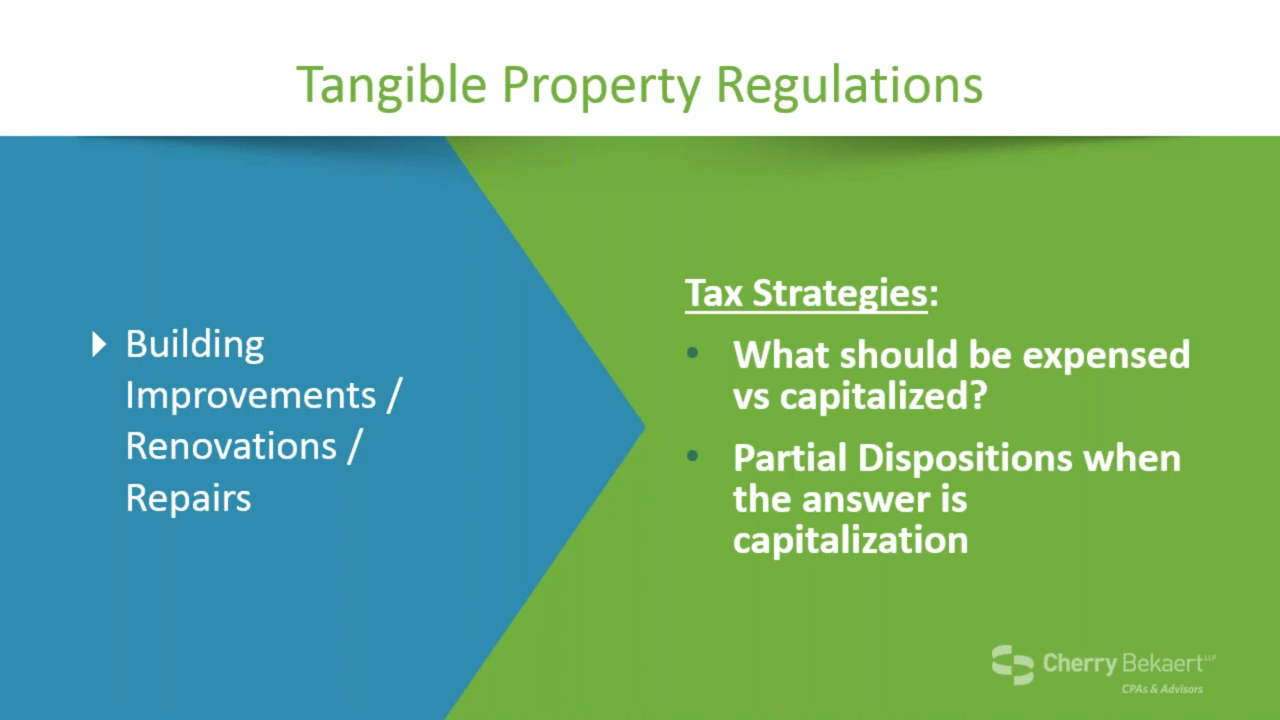 Tangible Property Regulations
Building
Improvements /
Renovations /
Repairs
Tax Strategies:
• What should be expensed
vs capitalized?
• Partial Dispositions when
the answer is
capitalization
Cherry Bekaert LLP
CPAs & Advisors